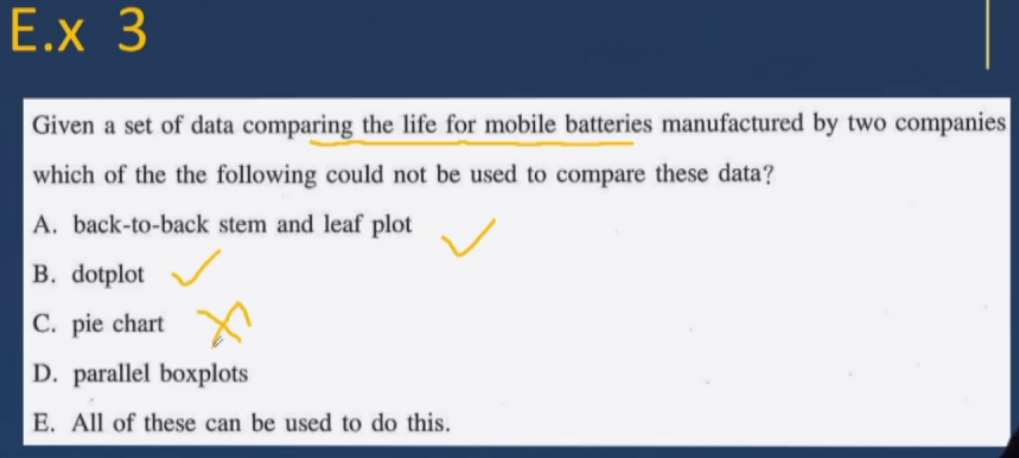 E.x 3
Given a set of data comparing the life for mobile batteries manufactured by two companies
which of the the following could not be used to compare these data?
A. back-to-back stem and leaf plot
B. dotplot
C. pie chart
D. parallel boxplots
E. All of these can be used to do this.